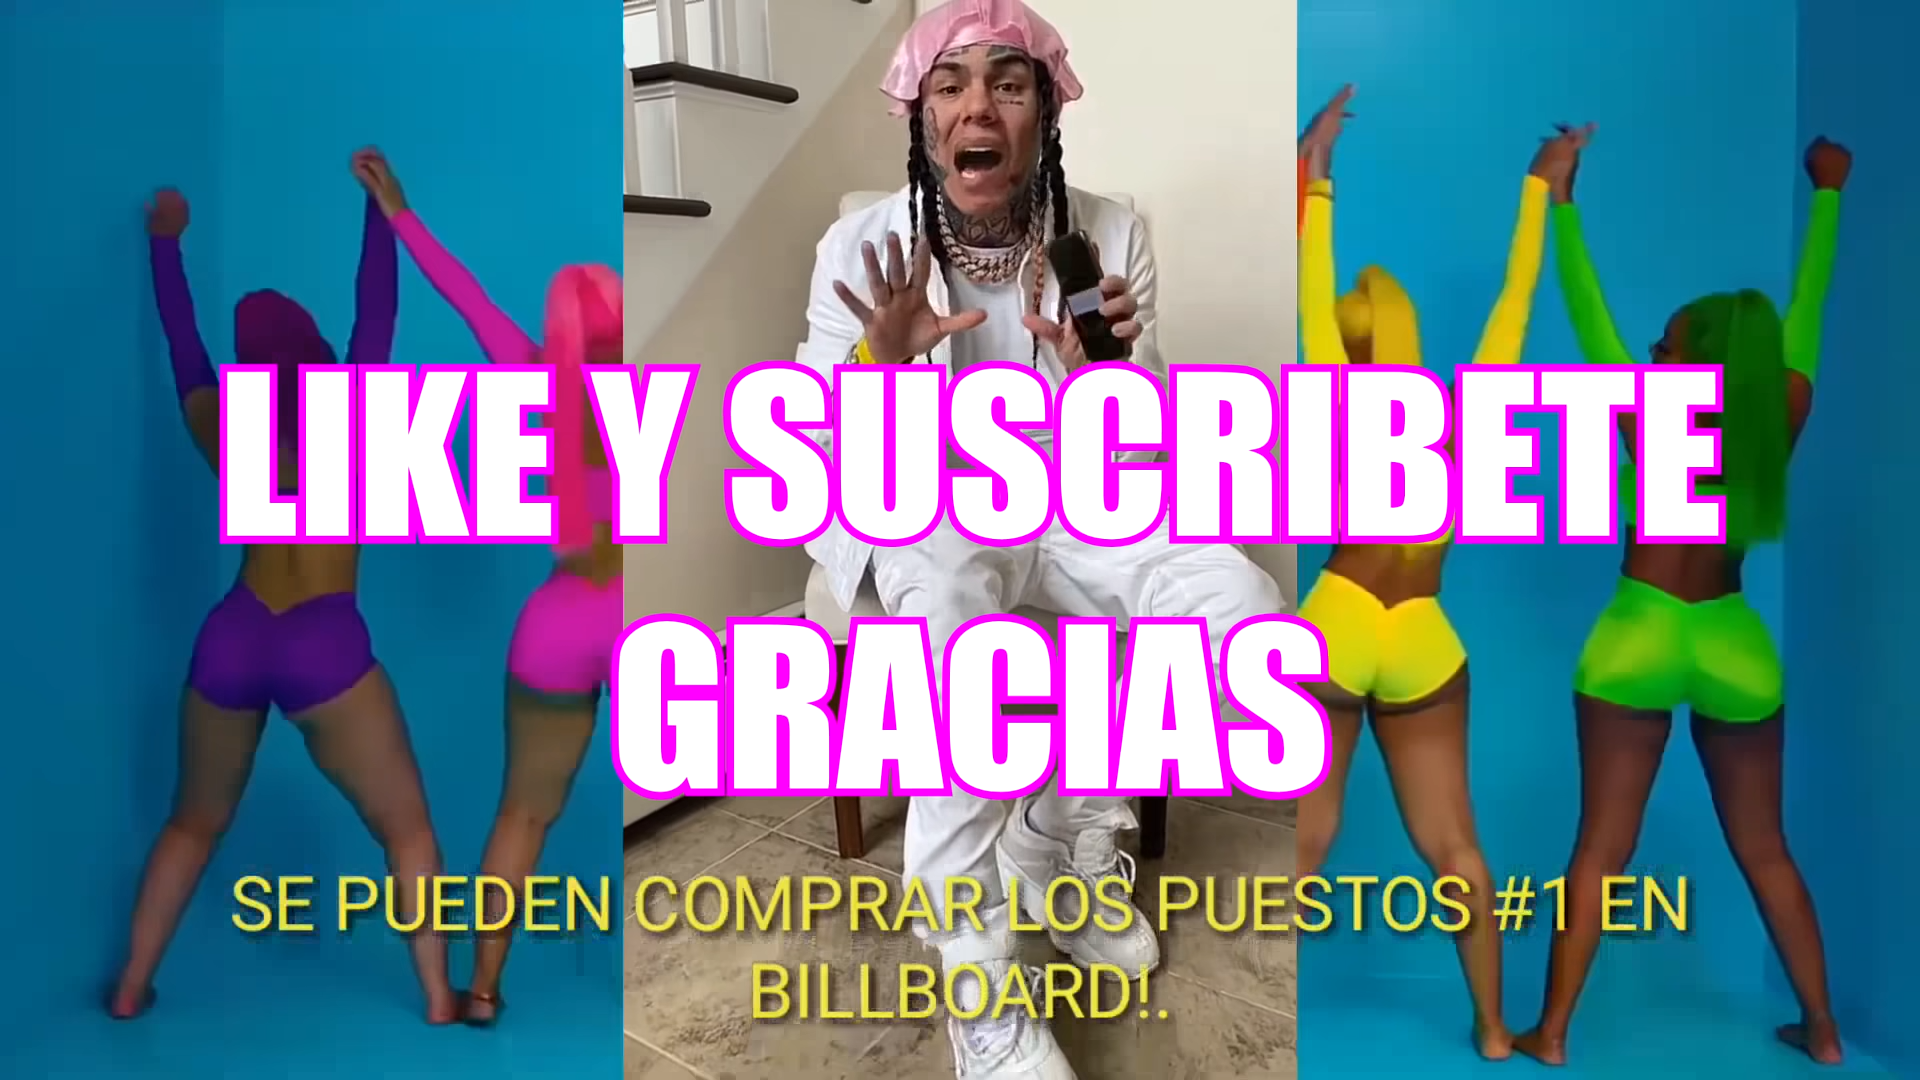 LIKE Y SUSCRIBETE
GRACIAS
SE PUEDEN COMPRAR LOS PUESTOS #1 EN
BILLBOARD!.